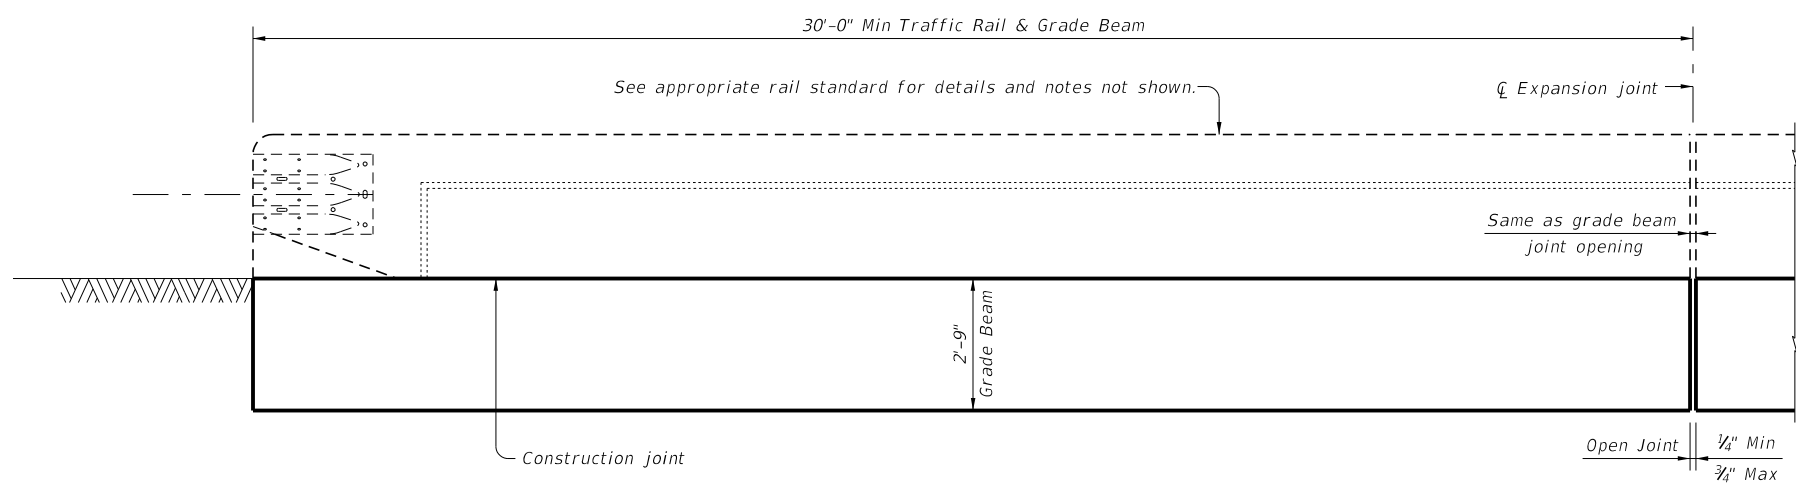 30'-0" Min Traffic Rail & Grade Beam
See appropriate rail standard for details and notes not shown.
℄ Expansion joint
Same as grade beam
joint opening
2'-9"
Grade Beam
Construction joint
Open Joint
1/4" Min
3/4" Max